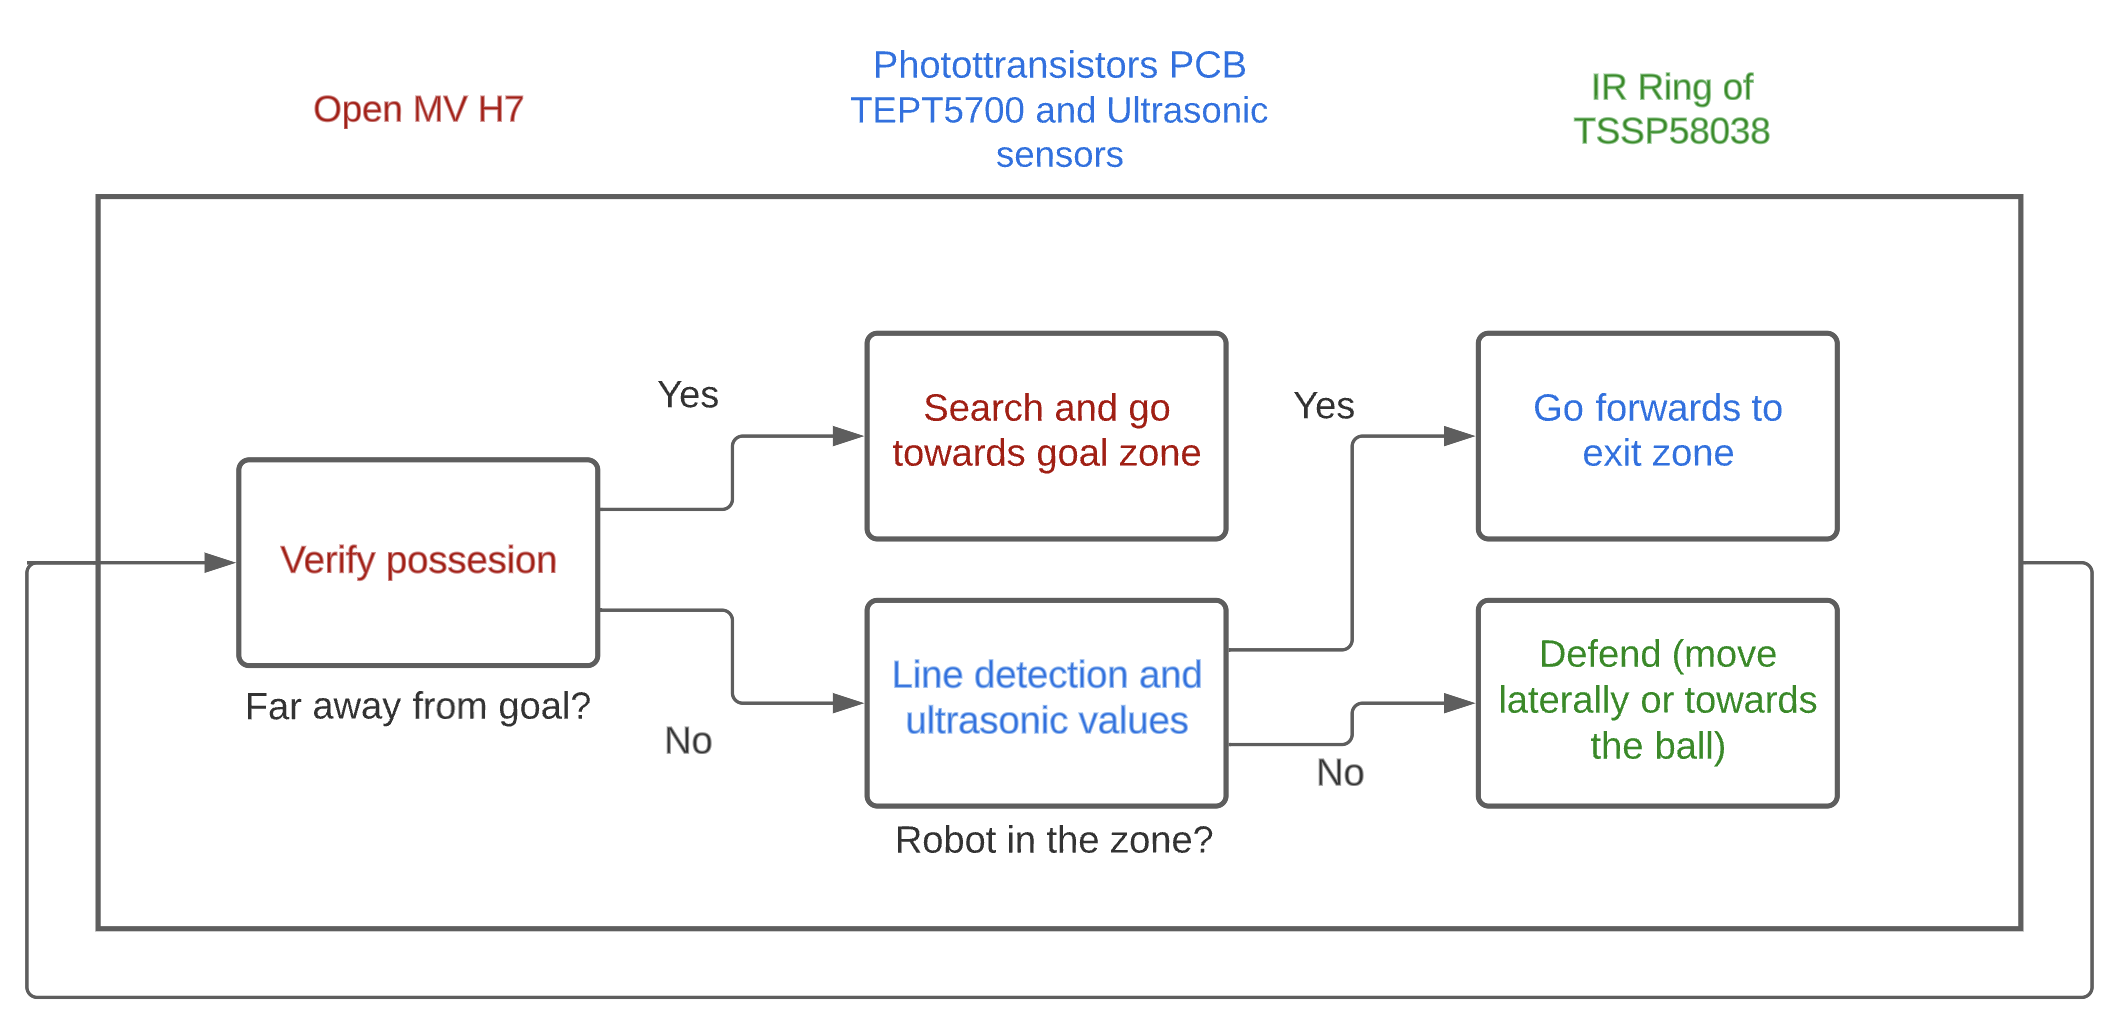 Open MV H7
Photottransistors PCB
TEPT5700 and Ultrasonic
sensors
IR Ring of
TSSP58038
Verify possesion
Far away from goal?
Yes
No
Search and go
towards goal zone
Line detection and
ultrasonic values
Robot in the zone?
Yes
No
Go forwards to
exit zone
Defend (move
laterally or towards
the ball)